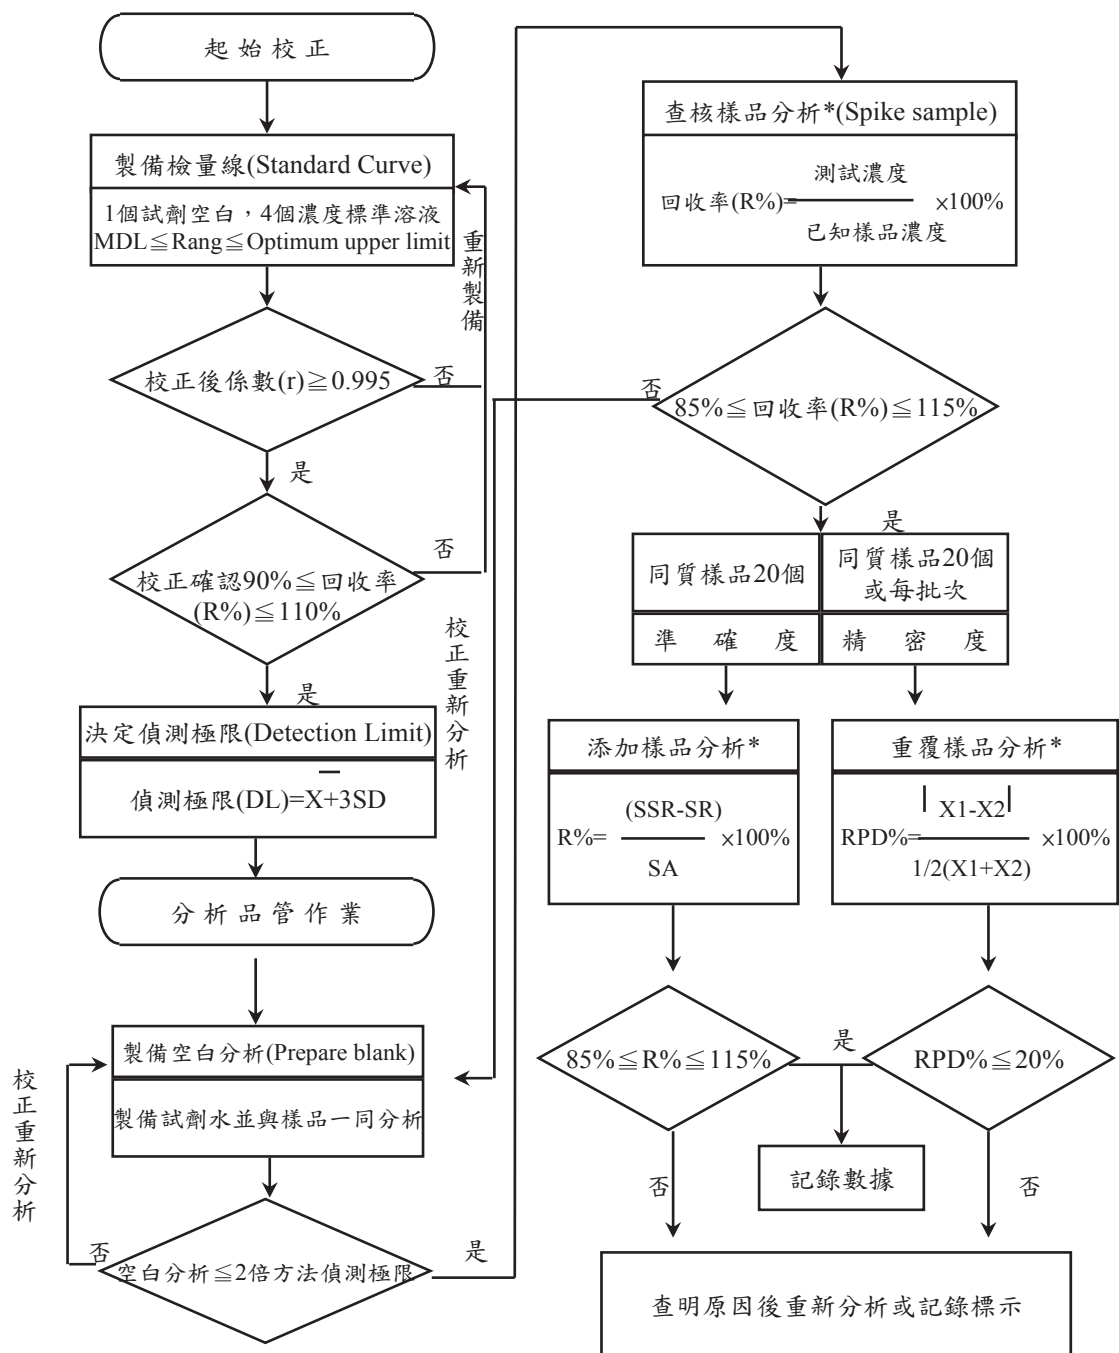 起始校正
製備檢量線(Standard Curve)
1個試劑空白，4個濃度標準溶液
MDL≦Rang≦Optimum upper limit
重新製備
校正後係數(r)≧0.995
否
是
校正確認90%≦回收率
(R%)≦110%
否
是
決定偵測極限(Detection Limit)
偵測極限(DL)=X̄+3SD
分析品管作業
製備空白分析(Prepare blank)
製備試劑水並與樣品一同分析
校正重新分析
空白分析≦2倍方法偵測極限
否
是
查核樣品分析*(Spike sample)
測試濃度
回收率(R%)= ×100%
已知樣品濃度
85%≦回收率(R%)≦115%
否
校正重新分析
是
同質樣品20個
同質樣品20個
或每批次
準確度
精密度
添加樣品分析*
(SSR-SR)
R%= ×100%
SA
重覆樣品分析*
|X1-X2|
RPD%= ×100%
1/2(X1+X2)
85%≦R%≦115%
是
RPD%≦20%
記錄數據
否
否
查明原因後重新分析或記錄標示